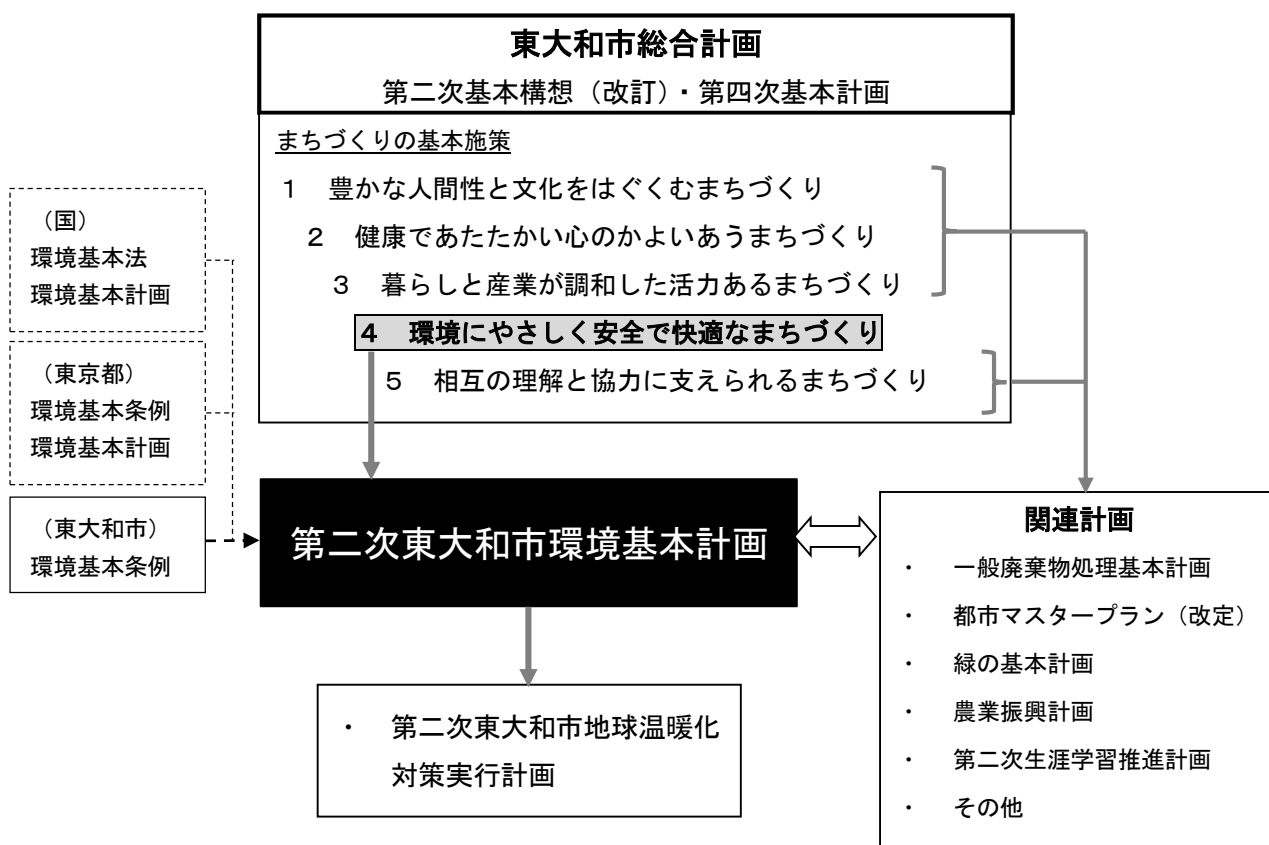 東大和市総合計画
第二次基本構想（改訂）・第四次基本計画
まちづくりの基本施策
１　豊かな人間性と文化をはぐくむまちづくり
２　健康であたたかい心のかよいあうまちづくり
３　暮らしと産業が調和した活力あるまちづくり
４　環境にやさしく安全で快適なまちづくり
５　相互の理解と協力に支えられるまちづくり
（国）
環境基本法
環境基本計画
（東京都）
環境基本条例
環境基本計画
（東大和市）
環境基本条例
第二次東大和市環境基本計画
・　第二次東大和市地球温暖化
対策実行計画
関連計画
・　一般廃棄物処理基本計画
・　都市マスタープラン（改定）
・　緑の基本計画
・　農業振興計画
・　第二次生涯学習推進計画
・　その他